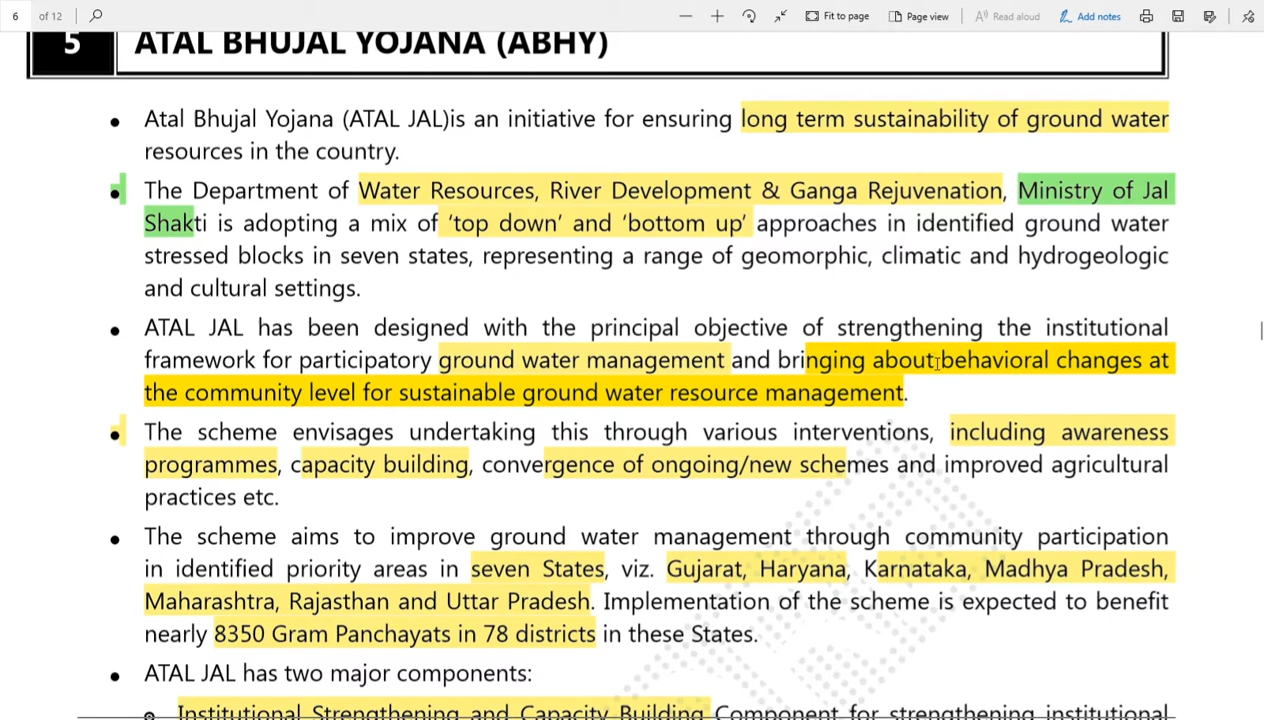 6 of 12 Fit to page Page view Read aloud Add notes
5 ATAL BHUJAL YOJANA (ABHY)
• Atal Bhujal Yojana (ATAL JAL)is an initiative for ensuring long term sustainability of ground water
resources in the country.
• The Department of Water Resources, River Development & Ganga Rejuvenation, Ministry of Jal
Shakti is adopting a mix of ‘top down’ and ‘bottom up’ approaches in identified ground water
stressed blocks in seven states, representing a range of geomorphic, climatic and hydrogeologic
and cultural settings.
• ATAL JAL has been designed with the principal objective of strengthening the institutional
framework for participatory ground water management and bringing about behavioral changes at
the community level for sustainable ground water resource management.
• The scheme envisages undertaking this through various interventions, including awareness
programmes, capacity building, convergence of ongoing/new schemes and improved agricultural
practices etc.
• The scheme aims to improve ground water management through community participation
in identified priority areas in seven States, viz. Gujarat, Haryana, Karnataka, Madhya Pradesh,
Maharashtra, Rajasthan and Uttar Pradesh. Implementation of the scheme is expected to benefit
nearly 8350 Gram Panchayats in 78 districts in these States.
• ATAL JAL has two major components:
Institutional Strengthening and Capacity Building Component for strengthening institutional